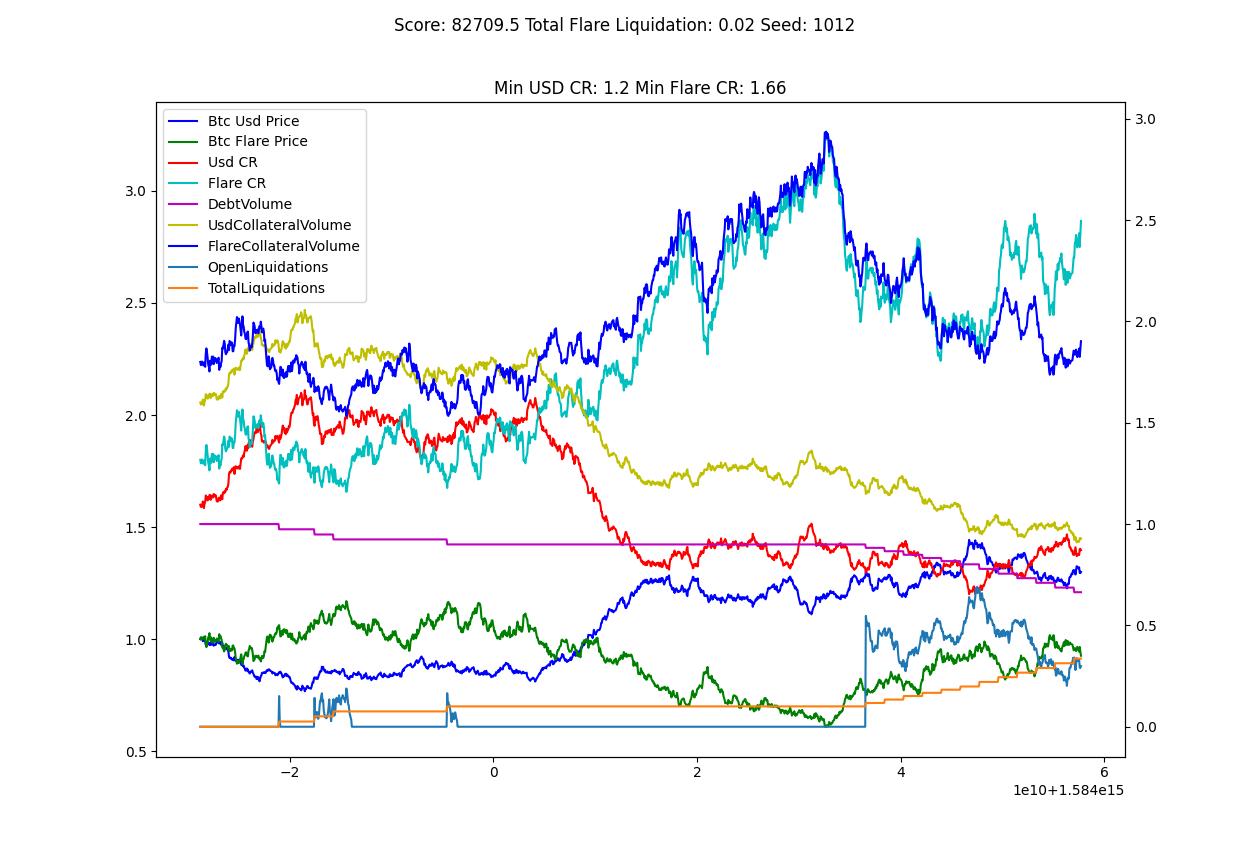 Score: 82709.5 Total Flare Liquidation: 0.02 Seed: 1012
Min USD CR: 1.2 Min Flare CR: 1.66
Btc Usd Price
Btc Flare Price
Usd CR
Flare CR
DebtVolume
UsdCollateralVolume
FlareCollateralVolume
OpenLiquidations
TotalLiquidations
3.0
2.5
2.0
1.5
1.0
0.5
3.0
2.5
2.0
1.5
1.0
0.5
0.0
−2 0 2 4 6
1e10+1.584e15